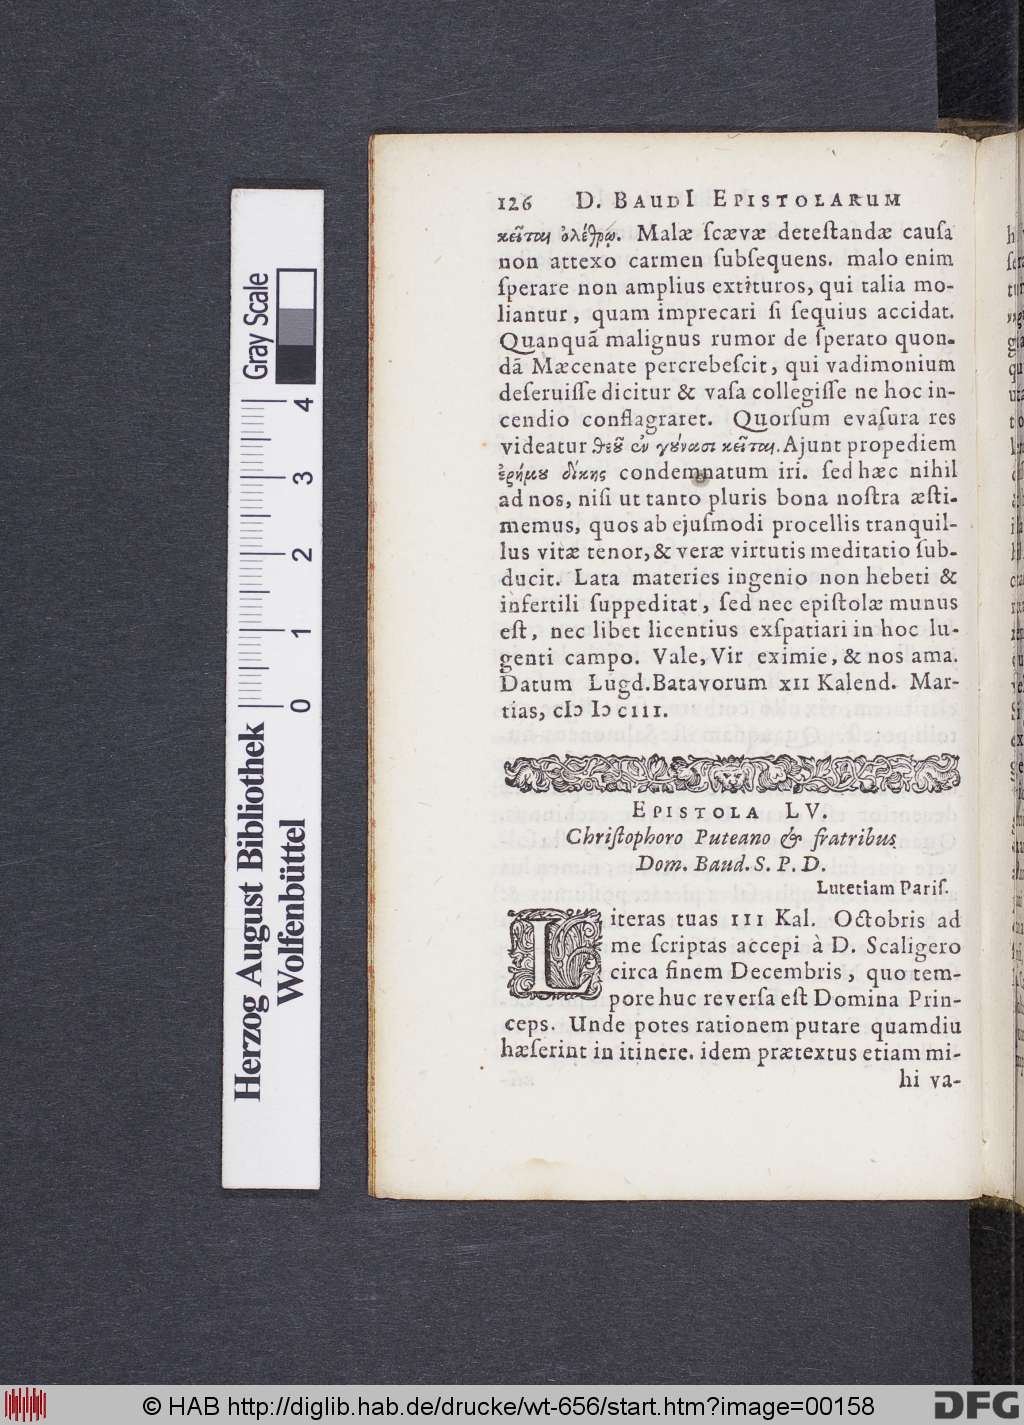 126 D. BAUDI EPISTOLARUM
κεῖται ὀλέθρῳ. Malæ ſcævæ deteſtandæ cauſa
non attexo carmen ſubſequens. malo enim
ſperare non amplius extituros, qui talia mo-
liantur, quam imprecari ſi ſequius accidat.
Quanquã malignus rumor de ſperato quon-
dã Mæcenate percrebeſcit, qui vadimonium
deſeruiſſe dicitur & vaſa collegiſſe ne hoc in-
cendio conflagraret. Quorſum evaſura res
videatur θεοῦ ἐν γούνασι κεῖται. Ajunt propediem
ἐρήμου δίκης condemnatum iri. ſed hæc nihil
ad nos, niſi ut tanto pluris bona noſtra æſti-
memus, quos ab ejuſmodi procellis tranquil-
lus vitæ tenor, & veræ virtutis meditatio ſub-
ducit. Lata materies ingenio non hebeti &
infertili ſuppeditat, ſed nec epiſtolæ munus
eſt, nec libet licentius exſpatiari in hoc lu-
genti campo. Vale, Vir eximie, & nos ama.
Datum Lugd. Batavorum XII Kalend. Mar-
tias, cIↄ Iↄ cIII.
EPISTOLA LV.
Chriſtophoro Puteano & fratribus
Dom. Baud. S. P. D.
Lutetiam Pariſ.
Literas tuas III Kal. Octobris ad
me ſcriptas accepi à D. Scaligero
circa finem Decembris, quo tem-
pore huc reverſa eſt Domina Prin-
ceps. Unde potes rationem putare quamdiu
hæſerint in itinere. idem prætextus etiam mi-
hi va-
Herzog August Bibliothek
Wolfenbüttel
0 1 2 3 4
Gray Scale
© HAB http://diglib.hab.de/drucke/wt-656/start.htm?image=00158
DFG